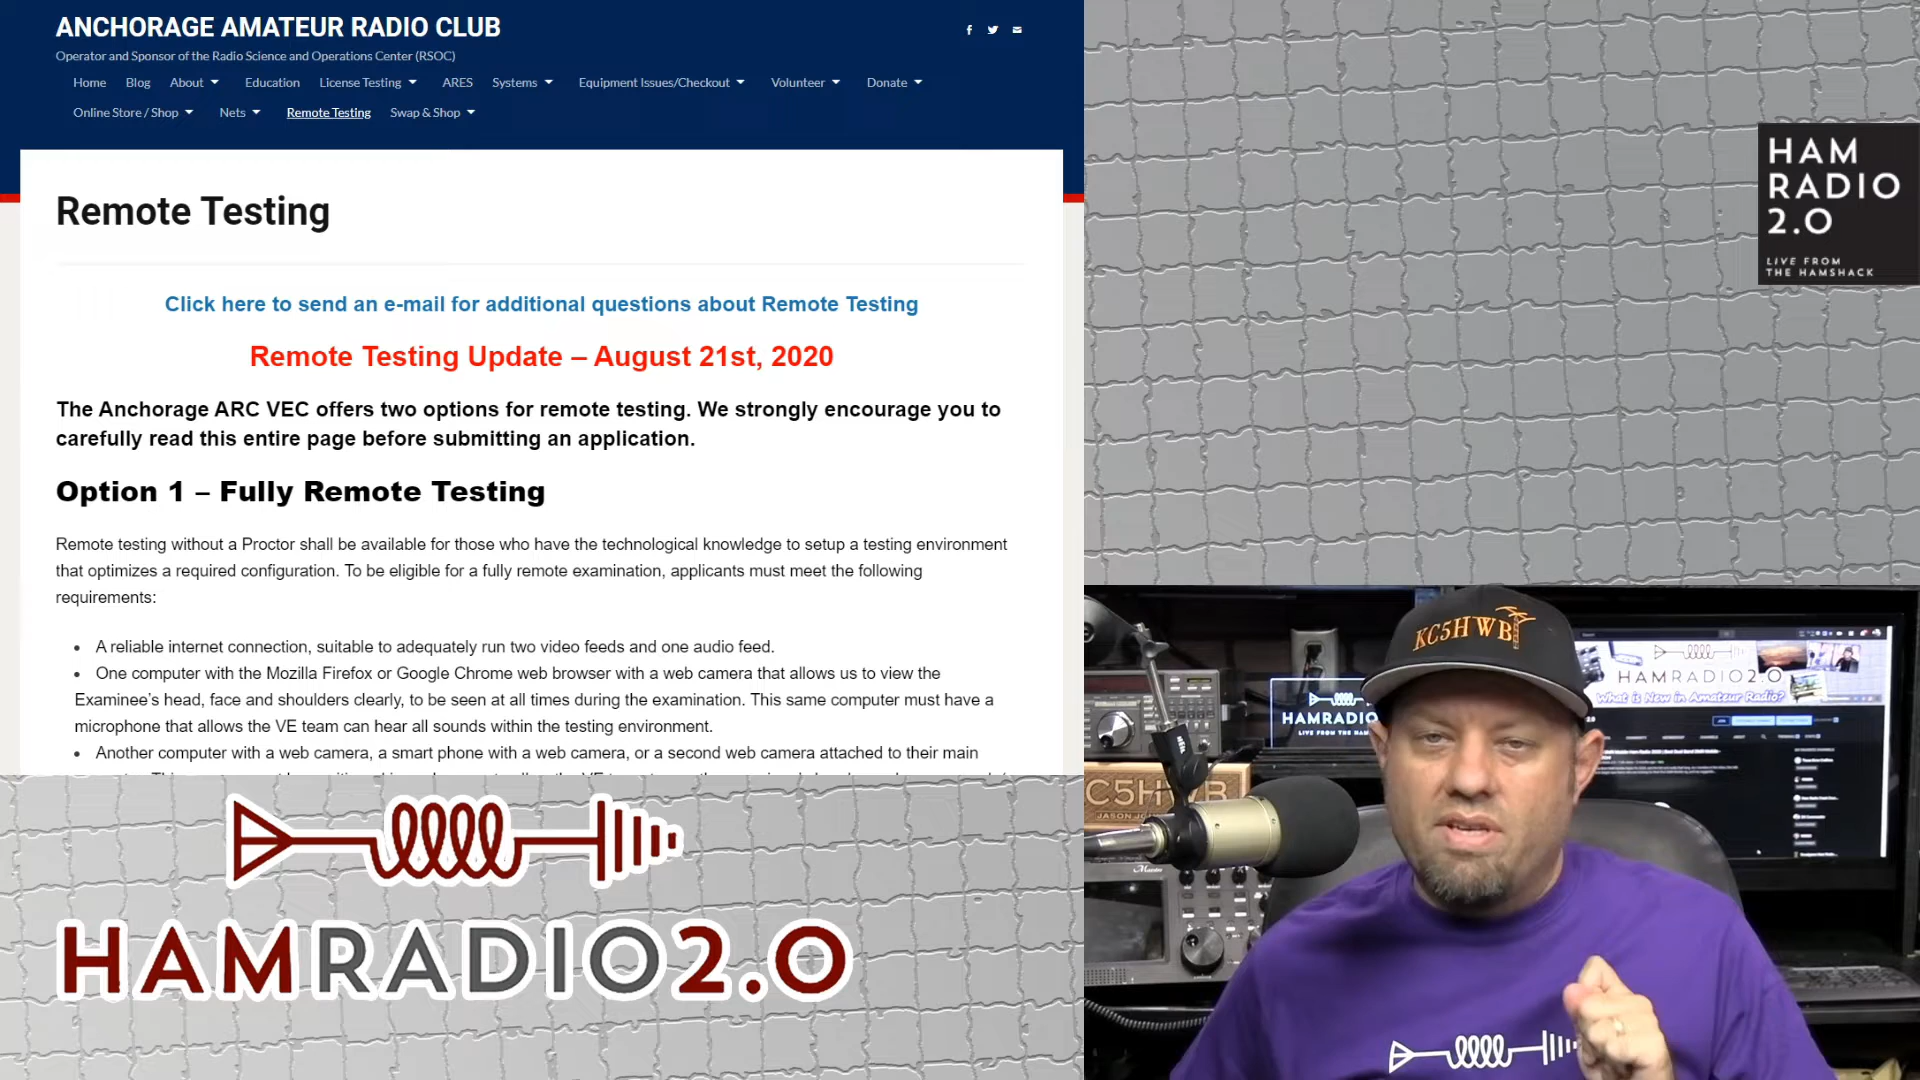 ANCHORAGE AMATEUR RADIO CLUB
Operator and Sponsor of the Radio Science and Operations Center (RSOC)
Home Blog About Education License Testing ARES Systems Equipment Issues/Checkout Volunteer Donate
Online Store / Shop Nets Remote Testing Swap & Shop
Remote Testing
Click here to send an e-mail for additional questions about Remote Testing
Remote Testing Update – August 21st, 2020
The Anchorage ARC VEC offers two options for remote testing. We strongly encourage you to
carefully read this entire page before submitting an application.
Option 1 – Fully Remote Testing
Remote testing without a Proctor shall be available for those who have the technological knowledge to setup a testing environment
that optimizes a required configuration. To be eligible for a fully remote examination, applicants must meet the following
requirements:
• A reliable internet connection, suitable to adequately run two video feeds and one audio feed.
• One computer with the Mozilla Firefox or Google Chrome web browser with a web camera that allows us to view the
Examinee's head, face and shoulders clearly, to be seen at all times during the examination. This same computer must have a
microphone that allows the VE team can hear all sounds within the testing environment.
• Another computer with a web camera, a smart phone with a web camera, or a second web camera attached to their main
HAMRADIO2.0
HAM
RADIO
2.0
LIVE FROM
THE HAMSHACK
KC5HWB
HAMRADIO2.0
What is New in Amateur Radio?
HAMRADIO
LIVE FROM THE
C5HWB
JASON